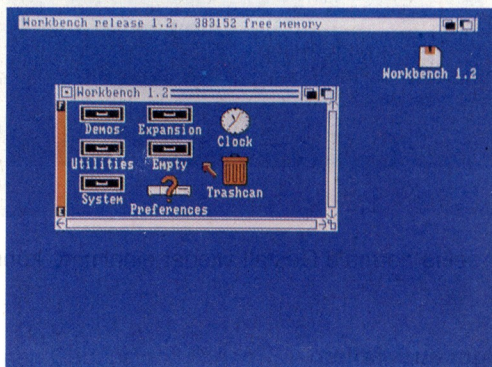 Workbench release 1.2. 383152 free memory
Workbench 1.2
Workbench 1.2
Demos
Expansion
Clock
Utilities
Empty
Trashcan
System
Preferences
F
E